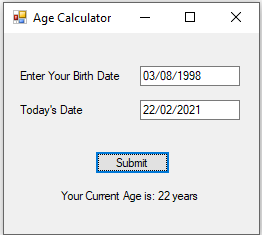 Age Calculator
Enter Your Birth Date 03/08/1998
Today's Date 22/02/2021
Submit
Your Current Age is: 22 years